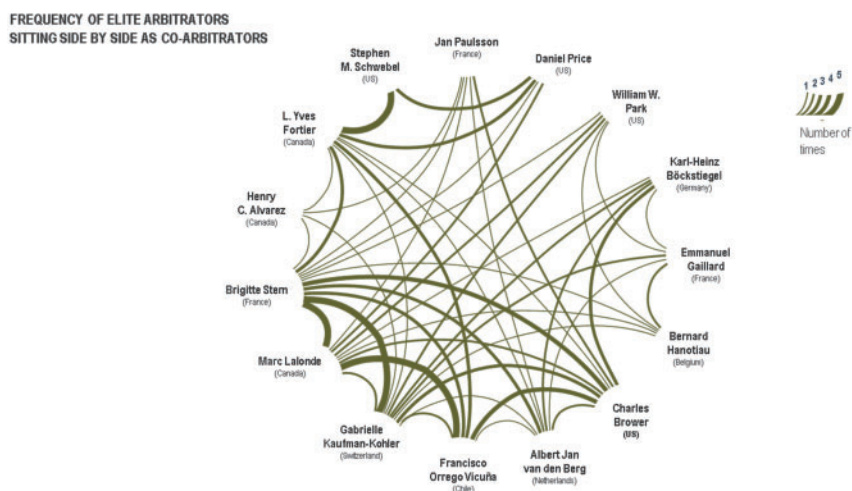 FREQUENCY OF ELITE ARBITRATORS
SITTING SIDE BY SIDE AS CO-ARBITRATORS
Jan Paulsson
(France)
Daniel Price
(US)
Stephen
M. Schwebel
(US)
William W.
Park
(US)
1 2 3 4 5
Number of
times
L. Yves
Fortier
(Canada)
Karl-Heinz
Böckstiegel
(Germany)
Henry
C. Alvarez
(Canada)
Emmanuel
Gaillard
(France)
Brigitte Stern
(France)
Bernard
Hanotiau
(Belgium)
Marc Lalonde
(Canada)
Charles
Brower
(US)
Gabrielle
Kaufman-Kohler
(Switzerland)
Albert Jan
van den Berg
(Netherlands)
Francisco
Orrego Vicuña
(Chile)